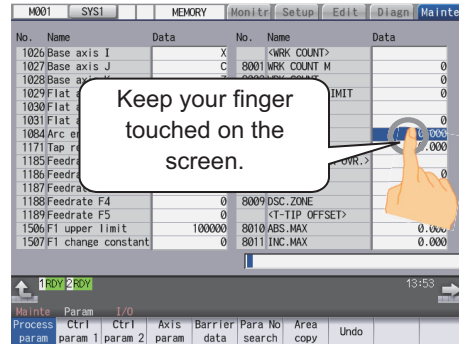 M001 SYS1 MEMORY Monitr Setup Edit Diagn Mainte
No. Name Data No. Name Data
1026 Base axis I X <WRK COUNT>
1027 Base axis J C 8001 WRK COUNT M 0
1028 Base
1029 Flat IMIT 0
1030 Flat
1031 Flat 0
1084 Arc
1171 Tap .000
1185 Feedra OVR.>
1186 Feedra 0
1187 Feedra
1188 Feedrate F4 0 8009 DSC.ZONE
1189 Feedrate F5 0 <T-TIP OFFSET>
1506 F1 upper limit 100000 8010 ABS.MAX 0.000
1507 F1 change constant 0 8011 INC.MAX 0.000
Keep your finger
touched on the
screen.
1RDY 2RDY 13:53
Mainte Param I/O
Process param Ctrl param 1 Ctrl param 2 Axis param Barrier data Para No search Area copy Undo